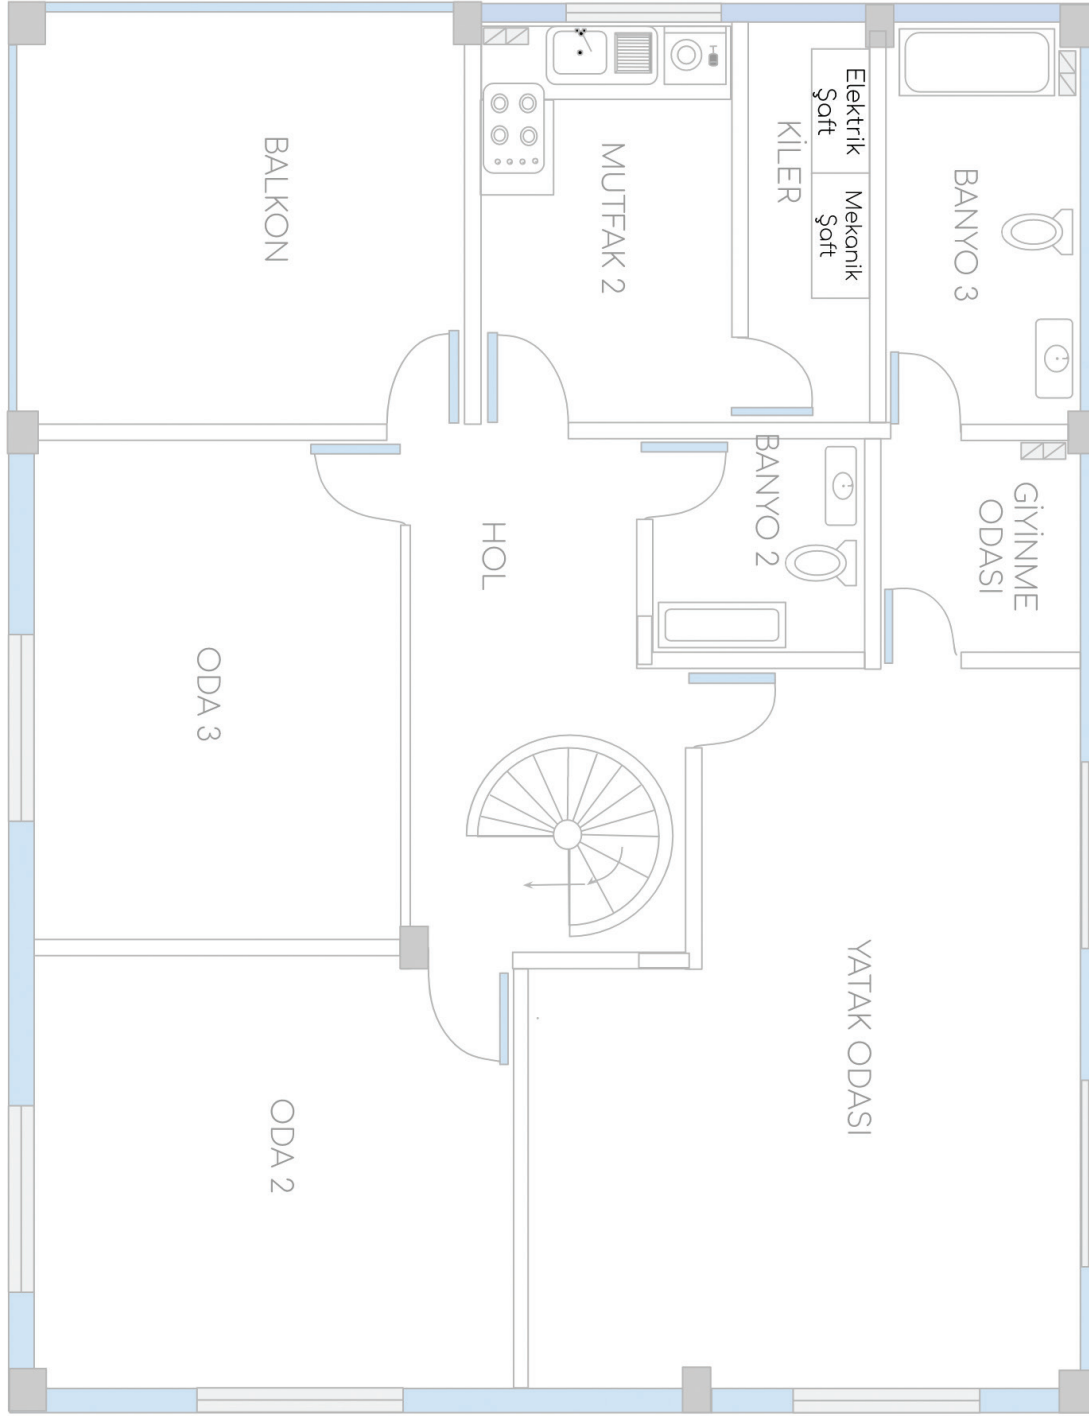 BALKON
MUTFAK 2
KİLER
Elektrik
Şaft
Mekanik
Şaft
BANYO 3
HOL
BANYO 2
GİYİNME
ODASI
ODA 3
YATAK ODASI
ODA 2